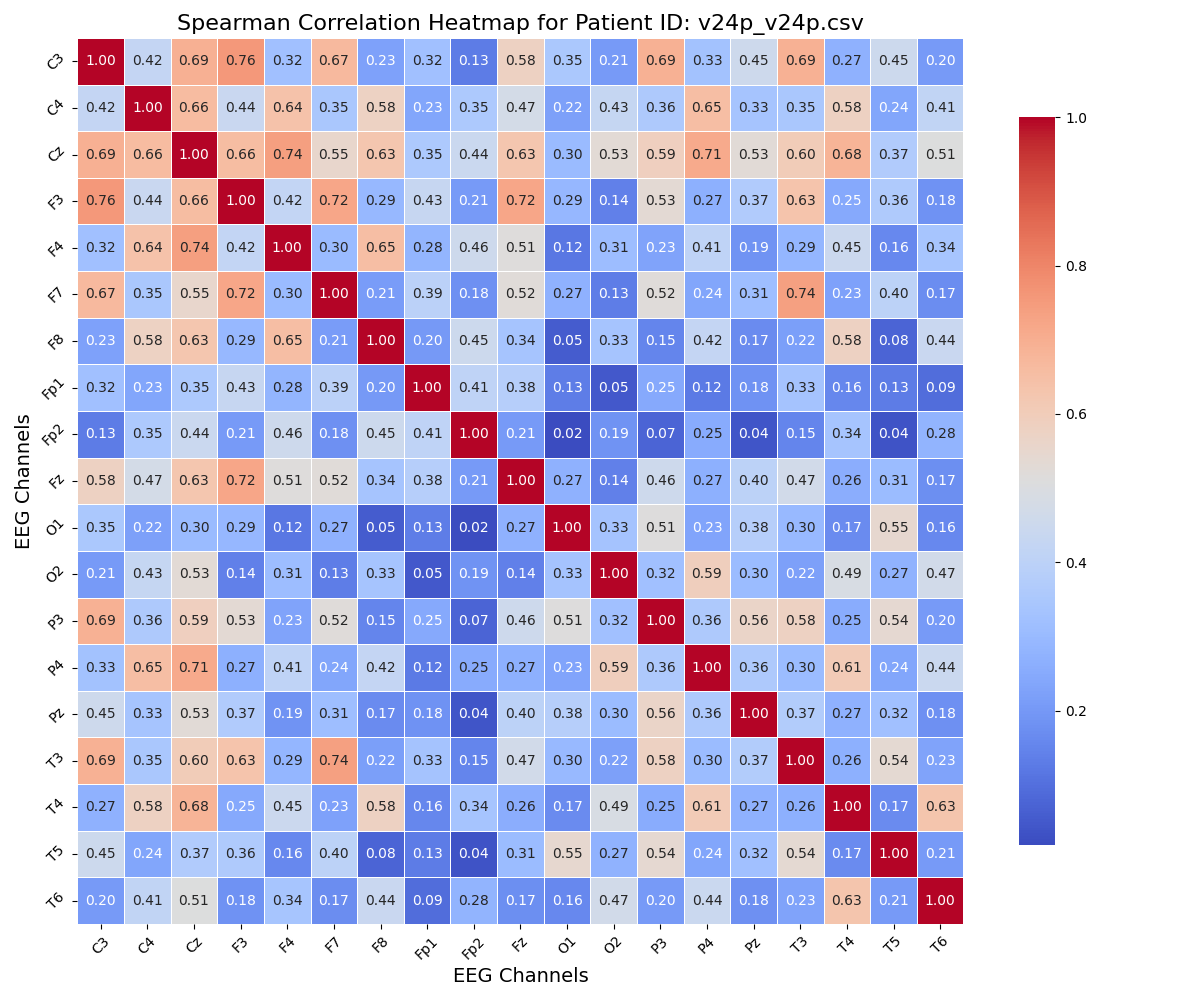 Spearman Correlation Heatmap for Patient ID: v24p_v24p.csv
C3 1.00 0.42 0.69 0.76 0.32 0.67 0.23 0.32 0.13 0.58 0.35 0.21 0.69 0.33 0.45 0.69 0.27 0.45 0.20
C4 0.42 1.00 0.66 0.44 0.64 0.35 0.58 0.23 0.35 0.47 0.22 0.43 0.36 0.65 0.33 0.35 0.58 0.24 0.41
Cz 0.69 0.66 1.00 0.66 0.74 0.55 0.63 0.35 0.44 0.63 0.30 0.53 0.59 0.71 0.53 0.60 0.68 0.37 0.51
F3 0.76 0.44 0.66 1.00 0.42 0.72 0.29 0.43 0.21 0.72 0.29 0.14 0.53 0.27 0.37 0.63 0.25 0.36 0.18
F4 0.32 0.64 0.74 0.42 1.00 0.30 0.65 0.28 0.46 0.51 0.12 0.31 0.23 0.41 0.19 0.29 0.45 0.16 0.34
F7 0.67 0.35 0.55 0.72 0.30 1.00 0.21 0.39 0.18 0.52 0.27 0.13 0.52 0.24 0.31 0.74 0.23 0.40 0.17
F8 0.23 0.58 0.63 0.29 0.65 0.21 1.00 0.20 0.45 0.34 0.05 0.33 0.15 0.42 0.17 0.22 0.58 0.08 0.44
Fp1 0.32 0.23 0.35 0.43 0.28 0.39 0.20 1.00 0.41 0.38 0.13 0.05 0.25 0.12 0.18 0.33 0.16 0.13 0.09
Fp2 0.13 0.35 0.44 0.21 0.46 0.18 0.45 0.41 1.00 0.21 0.02 0.19 0.07 0.25 0.04 0.15 0.34 0.04 0.28
Fz 0.58 0.47 0.63 0.72 0.51 0.52 0.34 0.38 0.21 1.00 0.27 0.14 0.46 0.27 0.40 0.47 0.26 0.31 0.17
O1 0.35 0.22 0.30 0.29 0.12 0.27 0.05 0.13 0.02 0.27 1.00 0.33 0.51 0.23 0.38 0.30 0.17 0.55 0.16
O2 0.21 0.43 0.53 0.14 0.31 0.13 0.33 0.05 0.19 0.14 0.33 1.00 0.32 0.59 0.30 0.22 0.49 0.27 0.47
P3 0.69 0.36 0.59 0.53 0.23 0.52 0.15 0.25 0.07 0.46 0.51 0.32 1.00 0.36 0.56 0.58 0.25 0.54 0.20
P4 0.33 0.65 0.71 0.27 0.41 0.24 0.42 0.12 0.25 0.27 0.23 0.59 0.36 1.00 0.36 0.30 0.61 0.24 0.44
Pz 0.45 0.33 0.53 0.37 0.19 0.31 0.17 0.18 0.04 0.40 0.38 0.30 0.56 0.36 1.00 0.37 0.27 0.32 0.18
T3 0.69 0.35 0.60 0.63 0.29 0.74 0.22 0.33 0.15 0.47 0.30 0.22 0.58 0.30 0.37 1.00 0.26 0.54 0.23
T4 0.27 0.58 0.68 0.25 0.45 0.23 0.58 0.16 0.34 0.26 0.17 0.49 0.25 0.61 0.27 0.26 1.00 0.17 0.63
T5 0.45 0.24 0.37 0.36 0.16 0.40 0.08 0.13 0.04 0.31 0.55 0.27 0.54 0.24 0.32 0.54 0.17 1.00 0.21
T6 0.20 0.41 0.51 0.18 0.34 0.17 0.44 0.09 0.28 0.17 0.16 0.47 0.20 0.44 0.18 0.23 0.63 0.21 1.00
C3 C4 Cz F3 F4 F7 F8 Fp1 Fp2 Fz O1 O2 P3 P4 Pz T3 T4 T5 T6
EEG Channels
EEG Channels
1.0
0.8
0.6
0.4
0.2